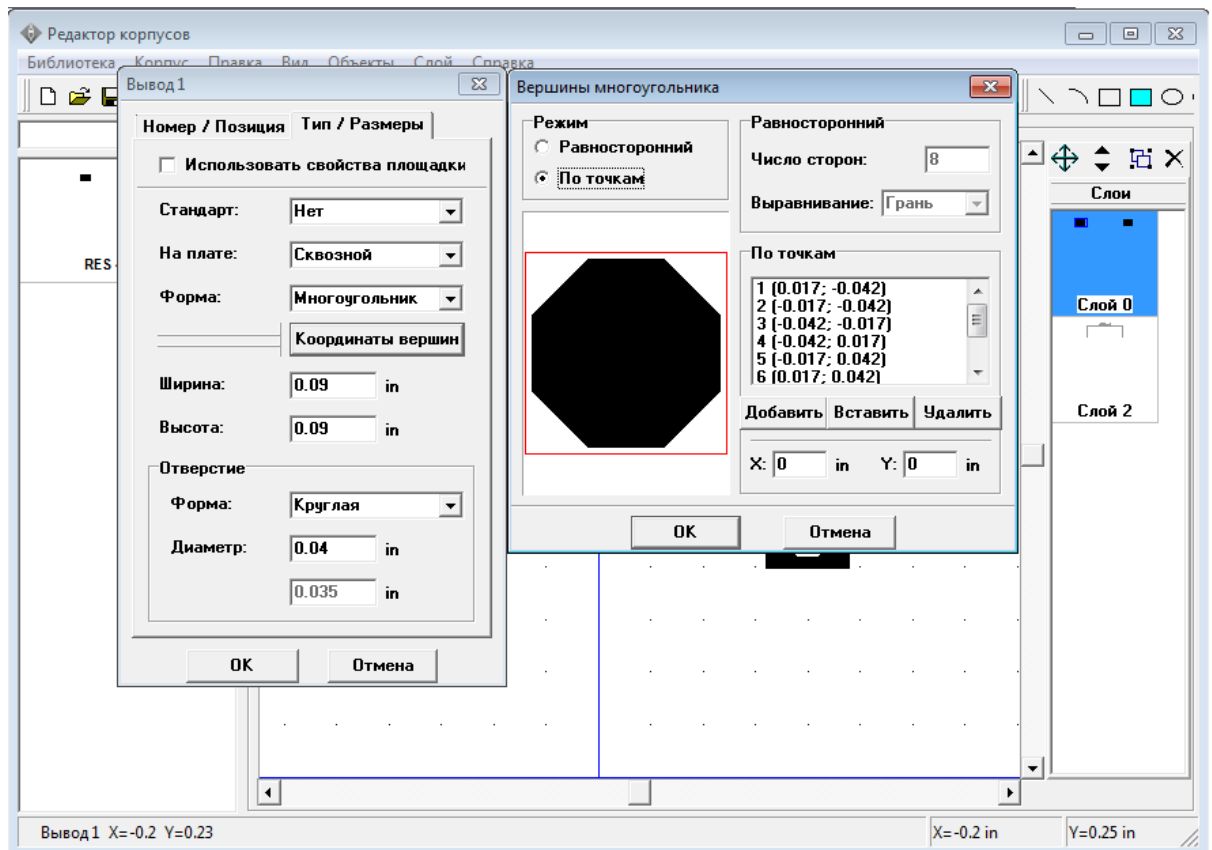 Редактор корпусов
Библиотека Корпус Правка Вид Объекты Слой Справка
Вывод1
Номер / Позиция Тип / Размеры
Использовать свойства площадки
Стандарт: Нет
На плате: Сквозной
Форма: Многоугольник
Координаты вершин
Ширина: 0.09 in
Высота: 0.09 in
Отверстие
Форма: Круглая
Диаметр: 0.04 in
0.035 in
OK Отмена
Вершины многоугольника
Режим
Равносторонний
По точкам
Равносторонний
Число сторон: 8
Выравнивание: Грань
По точкам
1 (0.017; -0.042)
2 (-0.017; -0.042)
3 (-0.042; -0.017)
4 (-0.042; 0.017)
5 (-0.017; 0.042)
6 (0.017; 0.042)
Добавить Вставить Удалить
X: 0 in Y: 0 in
OK Отмена
RES
Слои
Слой 0
Слой 2
Вывод1 X=-0.2 Y=0.23
X=-0.2 in
Y=0.25 in